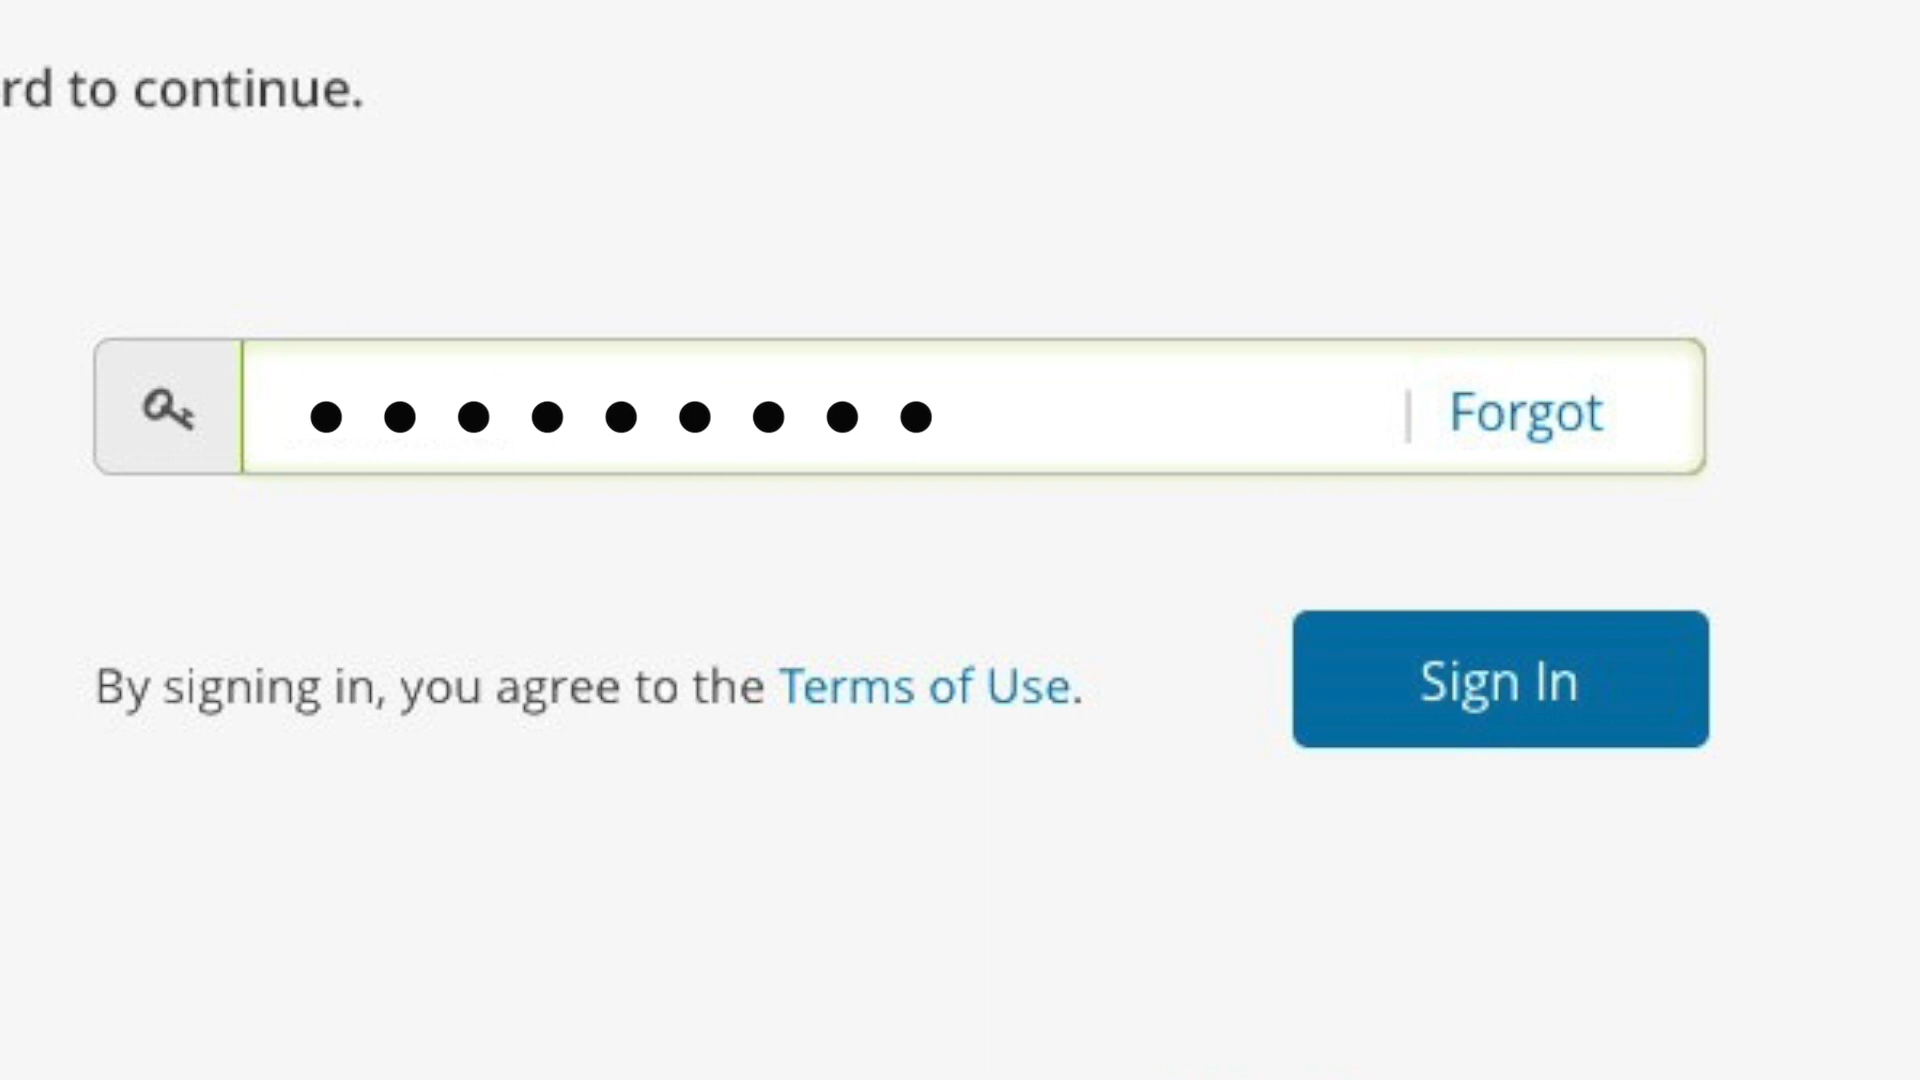 rd to continue.
●●●●●●●●● | Forgot
By signing in, you agree to the Terms of Use.
Sign In